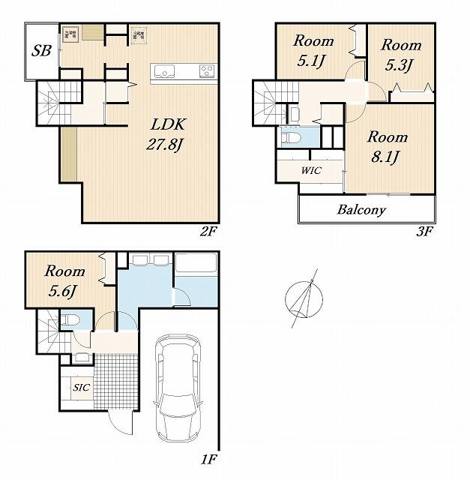 SB
LDK
27.8J
2F
Room
5.1J
Room
5.3J
Room
8.1J
WIC
Balcony
3F
Room
5.6J
SIC
1F